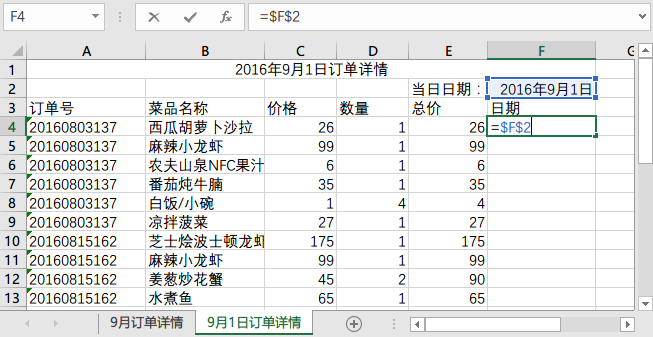 F4 =$F$2
A B C D E F G
1 2016年9月1日订单详情
2 当日日期： 2016年9月1日
3 订单号 菜品名称 价格 数量 总价 日期
4 20160803137 西瓜胡萝卜沙拉 26 1 26 =$F$2
5 20160803137 麻辣小龙虾 99 1 99
6 20160803137 农夫山泉NFC果汁 6 1 6
7 20160803137 番茄炖牛腩 35 1 35
8 20160803137 白饭/小碗 1 4 4
9 20160803137 凉拌菠菜 27 1 27
10 20160815162 芝士烩波士顿龙虾 175 1 175
11 20160815162 麻辣小龙虾 99 1 99
12 20160815162 姜葱炒花蟹 45 2 90
13 20160815162 水煮鱼 65 1 65
9月订单详情 9月1日订单详情